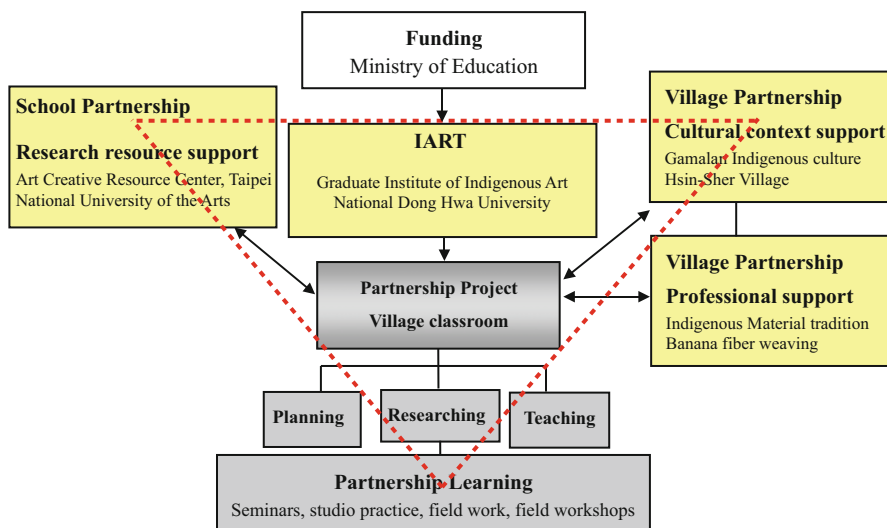 Funding
Ministry of Education
School Partnership
Research resource support
Art Creative Resource Center, Taipei
National University of the Arts
IART
Graduate Institute of Indigenous Art
National Dong Hwa University
Village Partnership
Cultural context support
Gamalan Indigenous culture
Hsin-Sher Village
Partnership Project
Village classroom
Village Partnership
Professional support
Indigenous Material tradition
Banana fiber weaving
Planning
Researching
Teaching
Partnership Learning
Seminars, studio practice, field work, field workshops